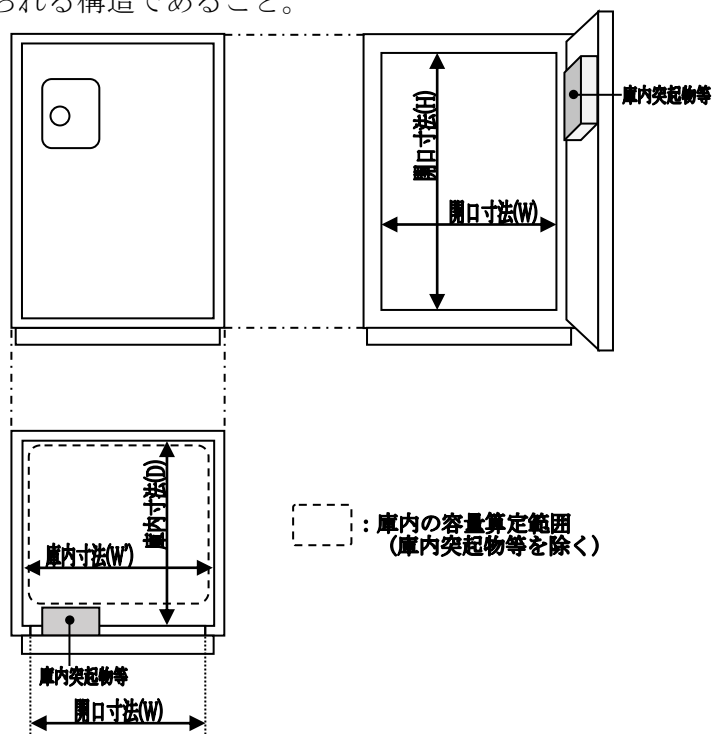 られる構造であること。
庫内突起物等
開口寸法(H)
開口寸法(W)
庫内寸法(D)
庫内寸法(W')
：庫内の容量算定範囲
（庫内突起物等を除く）
庫内突起物等
開口寸法(W)